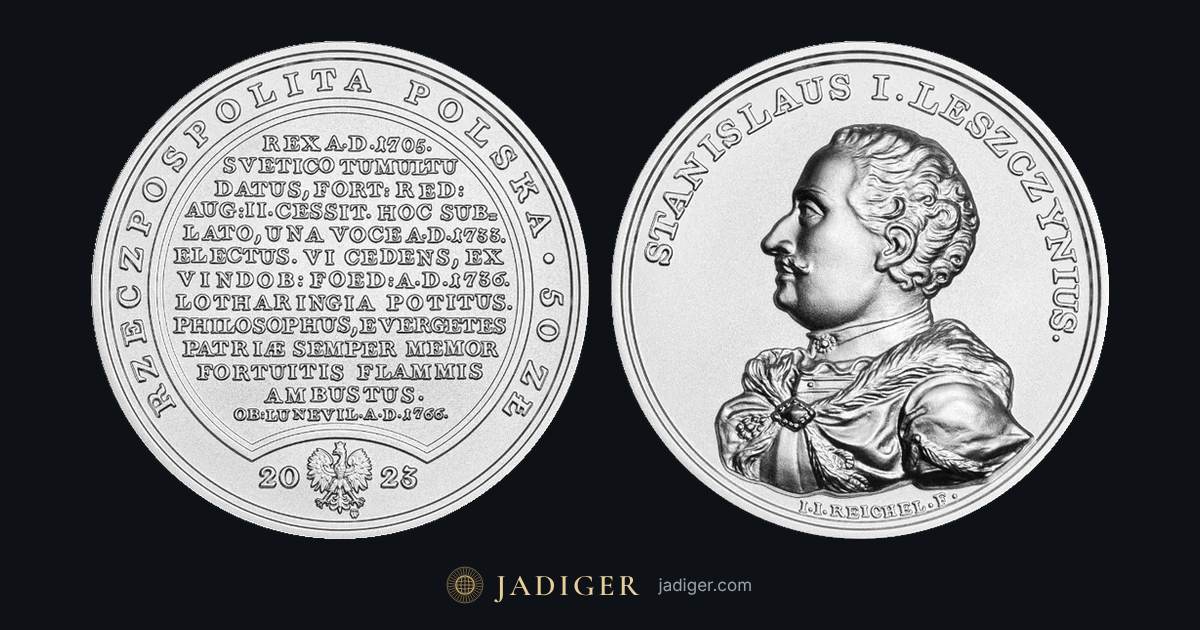 RZECZPOSPOLITA POLSKA · 50 ZŁ
REX A.D.1705.
SVETICO TUMULTU
DATUS, FORT: RED:
AUG:II.CESSIT. HOC SUB=
LATO, UNA VOCE A.D.1733.
ELECTUS. VI CEDENS, EX
VINDOB: FOED: A.D.1736.
LOTHARINGIA POTITUS.
PHILOSOPHUS, EVERGETES
PATRIÆ SEMPER MEMOR
FORTUITIS FLAMMIS
AMBUSTUS.
OB: LUNEVIL.A.D.1766.
2023
STANISLAUS I. LESZCZYNIUS.
I.I. REICHEL. F.
JADIGER jadiger.com